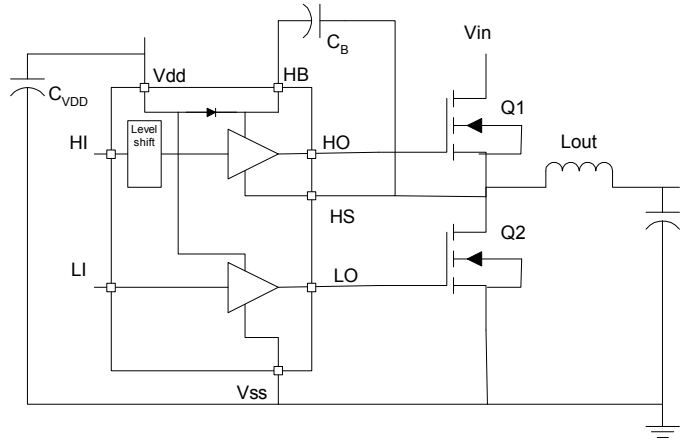 C_B
Vin
Vdd
HB
C_VDD
Level
shift
Q1
HI
HO
Lout
HS
Q2
LI
LO
Vss